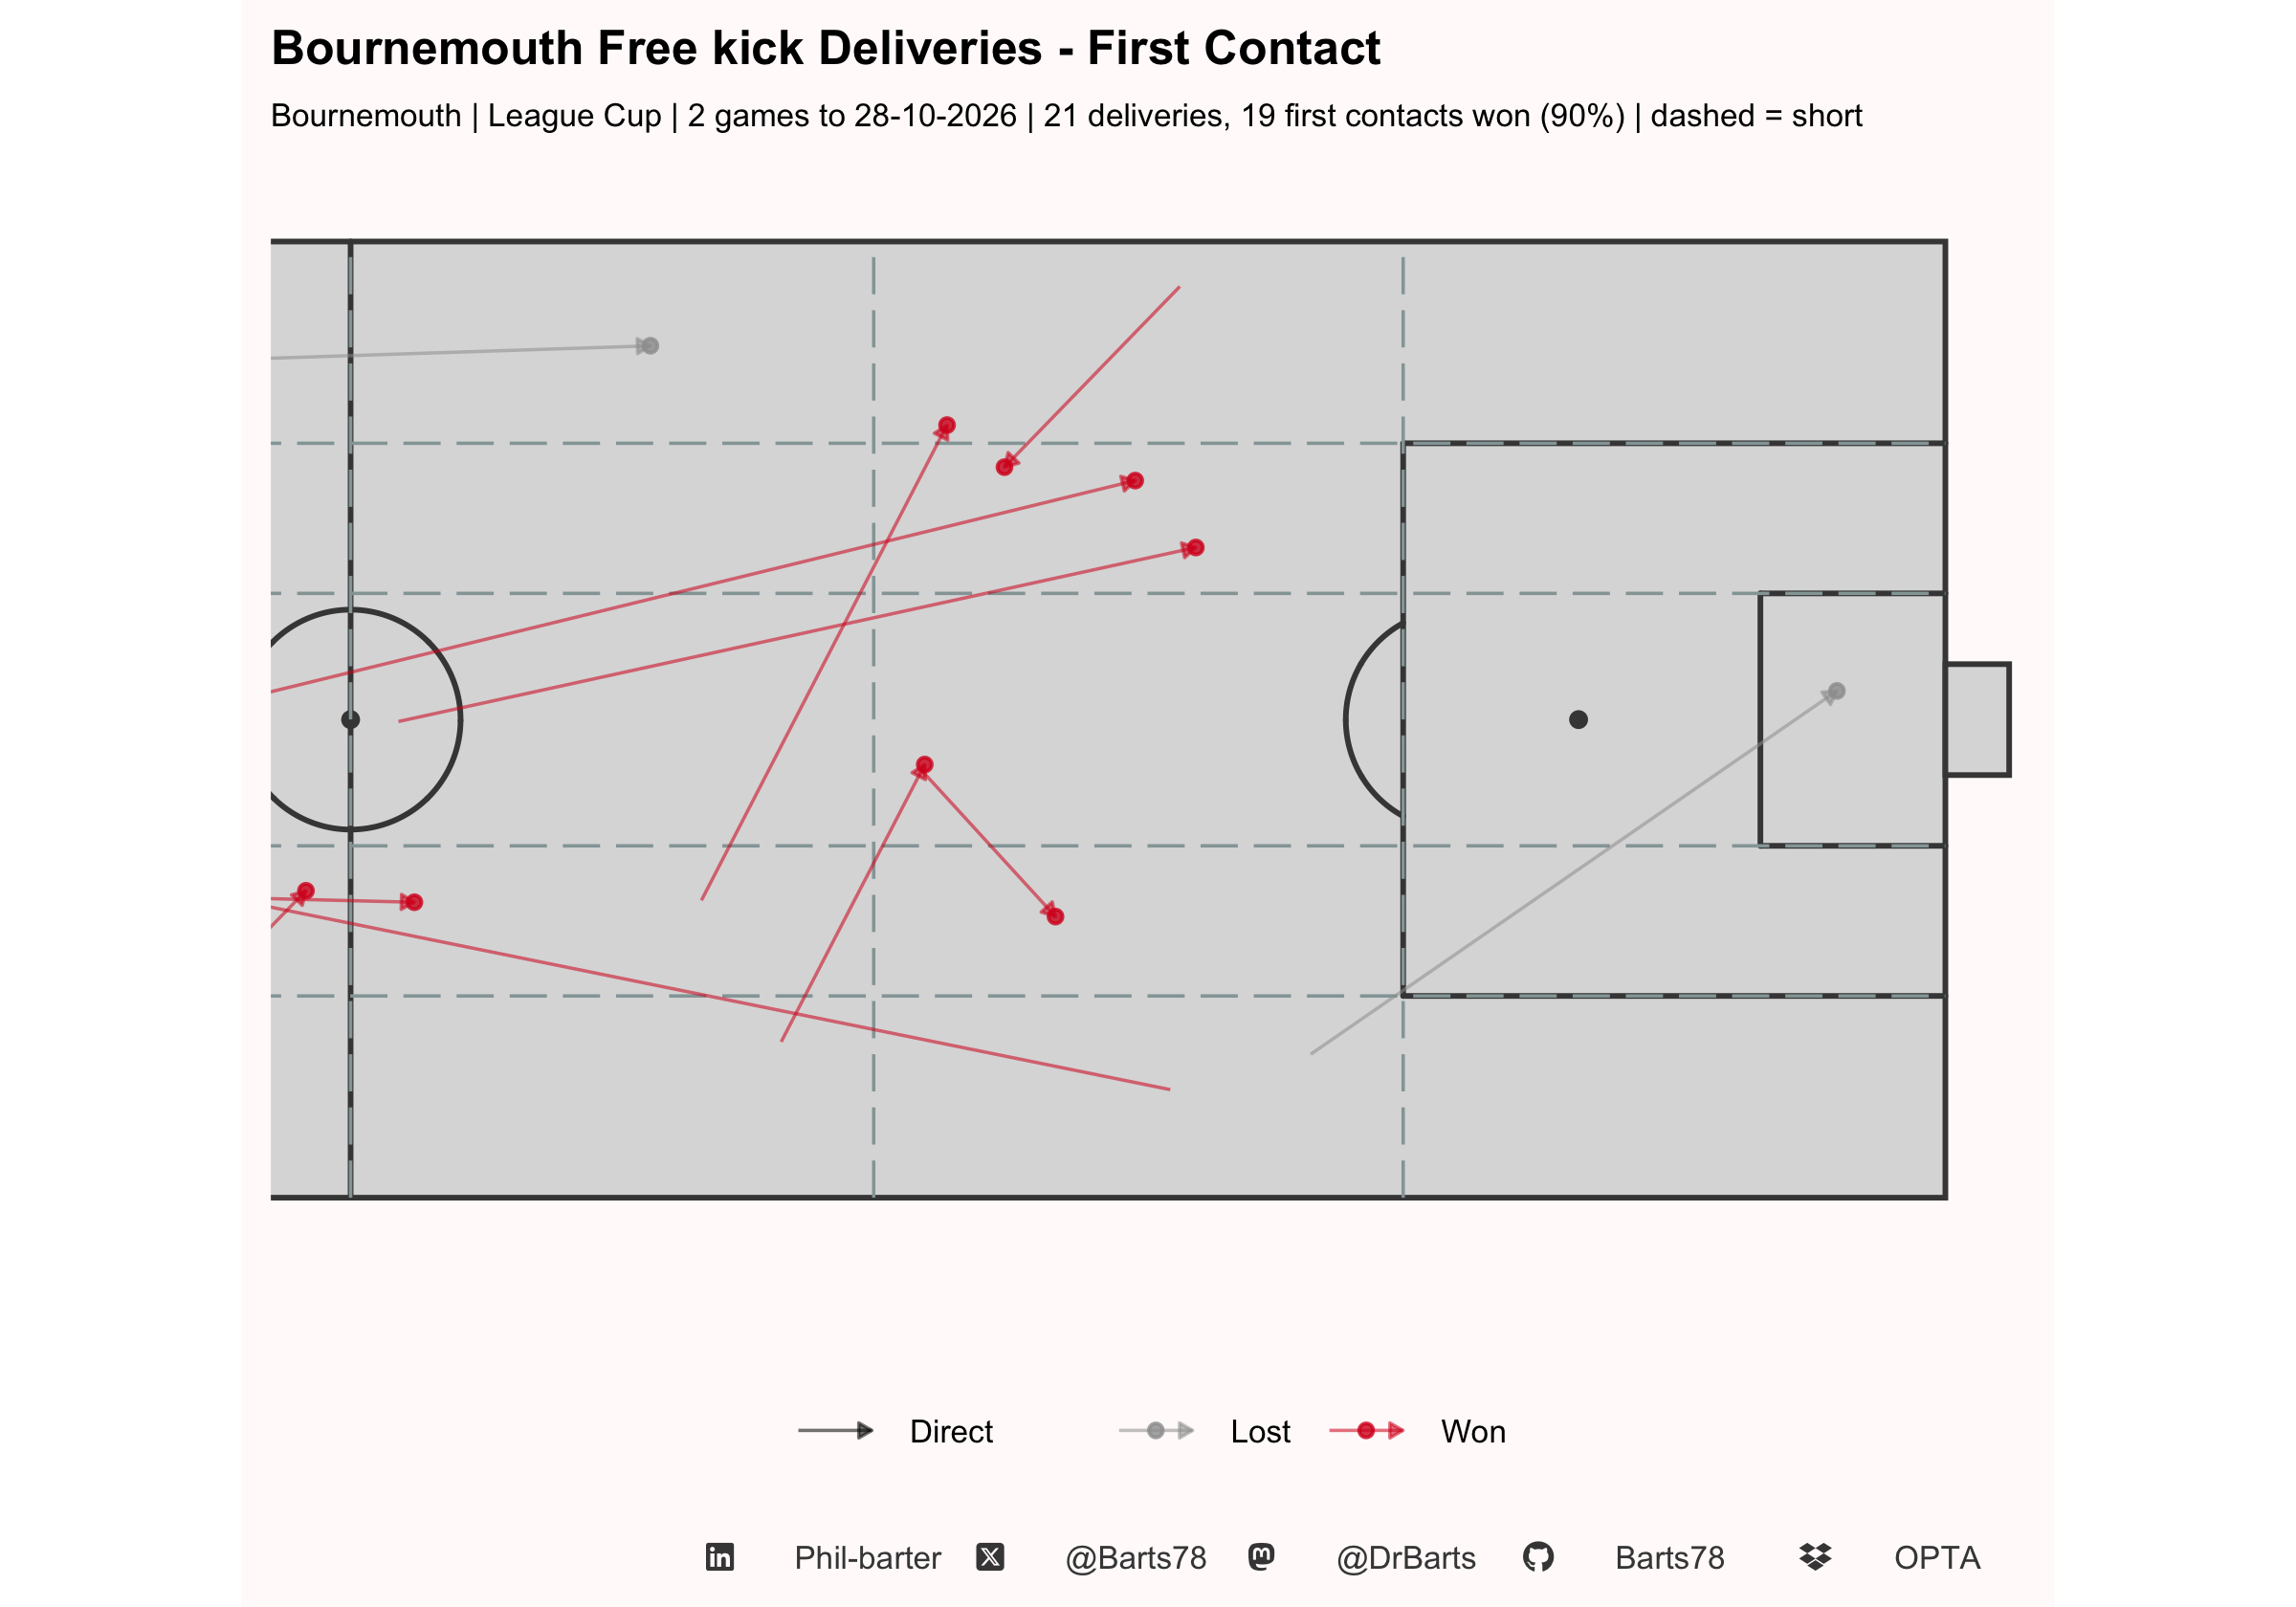 Bournemouth Free kick Deliveries - First Contact
Bournemouth | League Cup | 2 games to 28-10-2026 | 21 deliveries, 19 first contacts won (90%) | dashed = short
Direct Lost Won
Phil-barter @Barts78 @DrBarts Barts78 OPTA